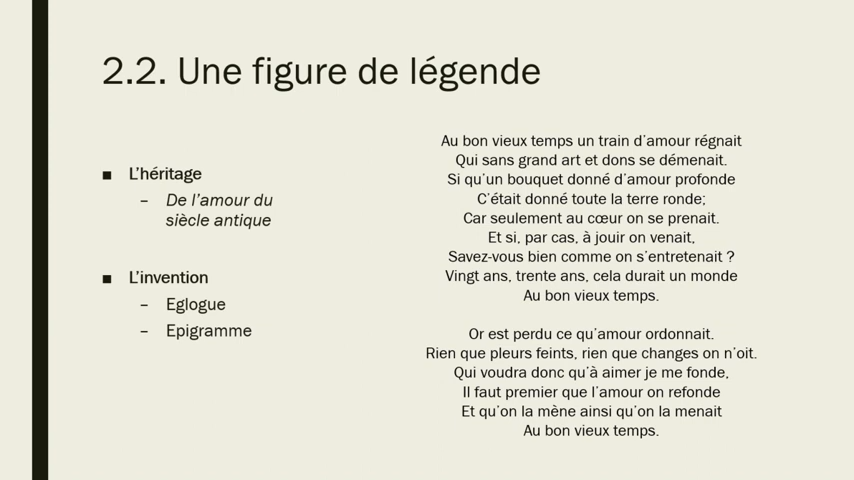 2.2. Une figure de légende
■ L'héritage
– De l'amour du
siècle antique
■ L'invention
– Eglogue
– Epigramme
Au bon vieux temps un train d'amour régnait
Qui sans grand art et dons se démenait.
Si qu'un bouquet donné d'amour profonde
C'était donné toute la terre ronde;
Car seulement au cœur on se prenait.
Et si, par cas, à jouir on venait,
Savez-vous bien comme on s'entretenait ?
Vingt ans, trente ans, cela durait un monde
Au bon vieux temps.
Or est perdu ce qu'amour ordonnait.
Rien que pleurs feints, rien que changes on n'oit.
Qui voudra donc qu'à aimer je me fonde,
Il faut premier que l'amour on refonde
Et qu'on la mène ainsi qu'on la menait
Au bon vieux temps.